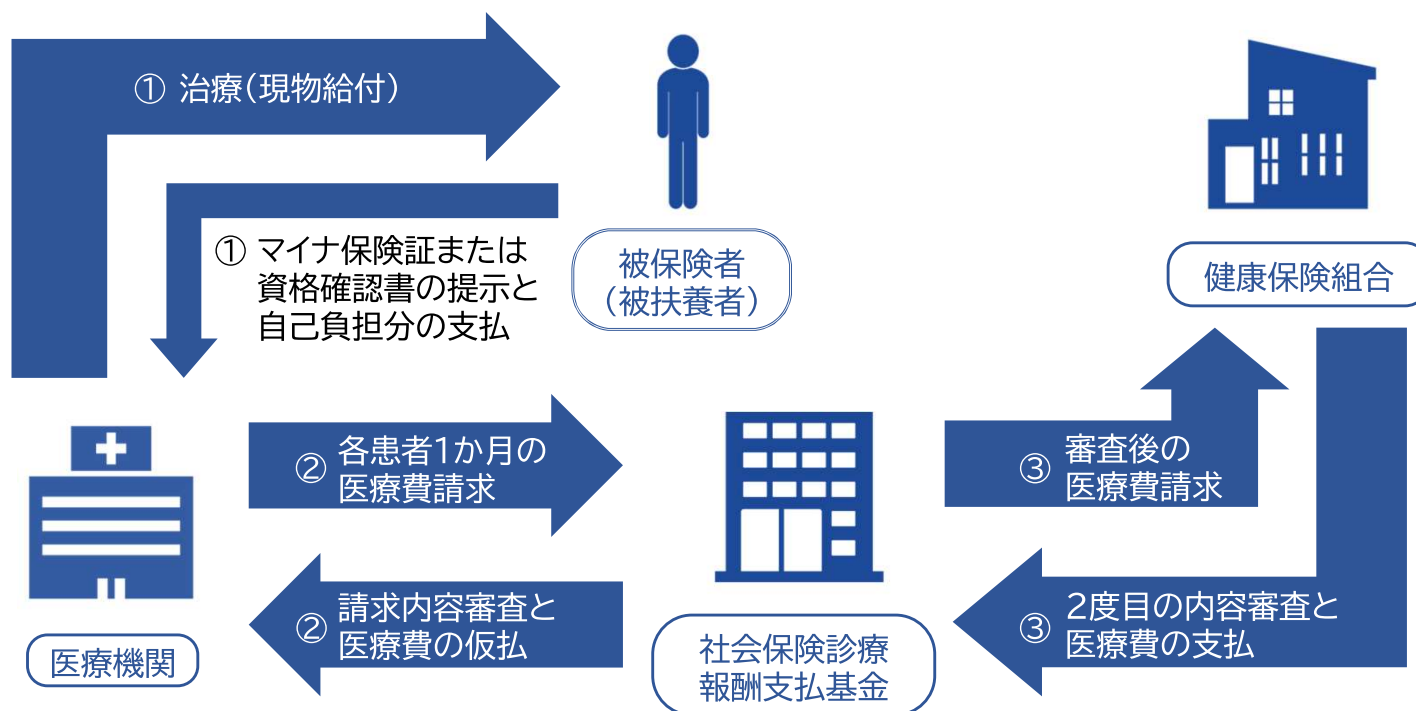 ① 治療(現物給付)
① マイナ保険証または
資格確認書の提示と
自己負担分の支払
被保険者
(被扶養者)
健康保険組合
② 各患者1か月の
医療費請求
③ 審査後の
医療費請求
② 請求内容審査と
医療費の仮払
③ 2度目の内容審査と
医療費の支払
医療機関
社会保険診療
報酬支払基金